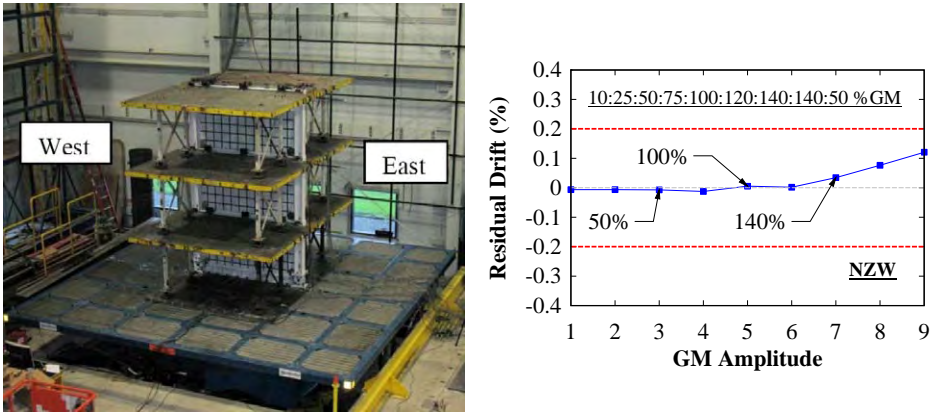 West
East
0.4
0.3
0.2
0.1
0
-0.1
-0.2
-0.3
-0.4
Residual Drift (%)
10:25:50:75:100:120:140:140:50 %GM
100%
50%
140%
NZW
1 2 3 4 5 6 7 8 9
GM Amplitude